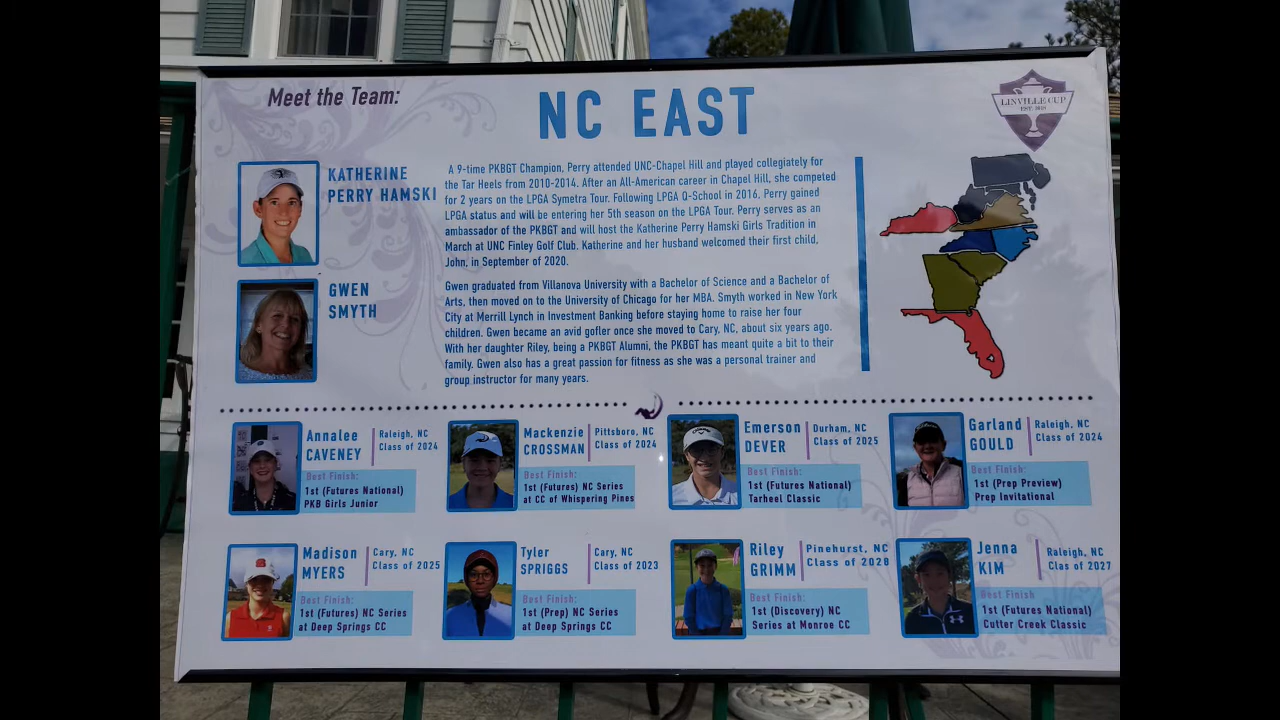 Meet the Team:
NC EAST
LINVILLE CUP
KATHERINE
PERRY HAMSKI
A 9-time PKBGT Champion, Perry attended UNC-Chapel Hill and played collegiately for
the Tar Heels from 2010-2014. After an All-American career in Chapel Hill, she competed
for 2 years on the LPGA Symetra Tour. Following LPGA Q-School in 2016, Perry gained
LPGA status and will be entering her 5th season on the LPGA Tour. Perry serves as an
ambassador of the PKBGT and will host the Katherine Perry Hamski Girls Tradition in
March at UNC Finley Golf Club. Katherine and her husband welcomed their first child,
John, in September of 2020.
GWEN
SMYTH
Gwen graduated from Villanova University with a Bachelor of Science and a Bachelor of
Arts, then moved on to the University of Chicago for her MBA. Smyth worked in New York
City at Merrill Lynch in Investment Banking before staying home to raise her four
children. Gwen became an avid gofler once she moved to Cary, NC, about six years ago.
With her daughter Riley, being a PKBGT Alumni, the PKBGT has meant quite a bit to their
family. Gwen also has a great passion for fitness as she was a personal trainer and
group instructor for many years.
Annalee
CAVENEY
Raleigh, NC
Class of 2024
Best Finish:
1st (Futures National)
PKB Girls Junior
Mackenzie
CROSSMAN
Pittsboro, NC
Class of 2024
Best Finish:
1st (Futures) NC Series
at CC of Whispering Pines
Emerson
DEVER
Durham, NC
Class of 2025
Best Finish:
1st (Futures National)
Tarheel Classic
Garland
GOULD
Raleigh, NC
Class of 2024
Best Finish:
1st (Prep Preview)
Prep Invitational
Madison
MYERS
Cary, NC
Class of 2025
Best Finish:
1st (Futures) NC Series
at Deep Springs CC
Tyler
SPRIGGS
Cary, NC
Class of 2023
Best Finish:
1st (Prep) NC Series
at Deep Springs CC
Riley
GRIMM
Pinehurst, NC
Class of 2028
Best Finish:
1st (Discovery) NC
Series at Monroe CC
Jenna
KIM
Raleigh, NC
Class of 2027
Best Finish
1st (Futures National)
Cutter Creek Classic